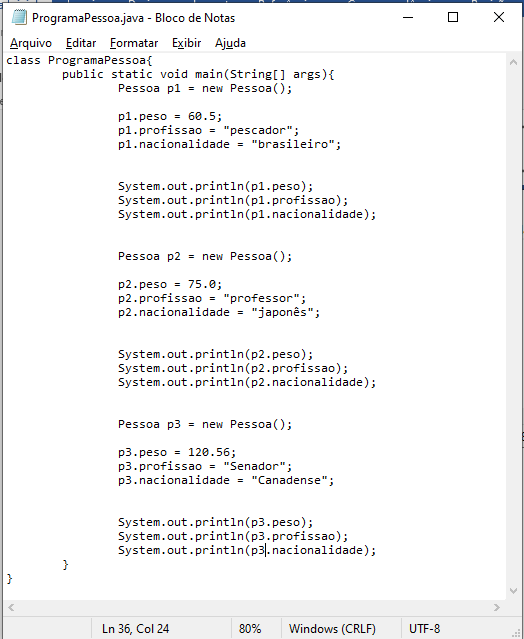 ProgramaPessoa.java - Bloco de Notas
Arquivo Editar Formatar Exibir Ajuda
class ProgramaPessoa{
public static void main(String[] args){
Pessoa p1 = new Pessoa();
p1.peso = 60.5;
p1.profissao = "pescador";
p1.nacionalidade = "brasileiro";
System.out.println(p1.peso);
System.out.println(p1.profissao);
System.out.println(p1.nacionalidade);
Pessoa p2 = new Pessoa();
p2.peso = 75.0;
p2.profissao = "professor";
p2.nacionalidade = "japonês";
System.out.println(p2.peso);
System.out.println(p2.profissao);
System.out.println(p2.nacionalidade);
Pessoa p3 = new Pessoa();
p3.peso = 120.56;
p3.profissao = "Senador";
p3.nacionalidade = "Canadense";
System.out.println(p3.peso);
System.out.println(p3.profissao);
System.out.println(p3.nacionalidade);
}
}
Ln 36, Col 24 80% Windows (CRLF) UTF-8